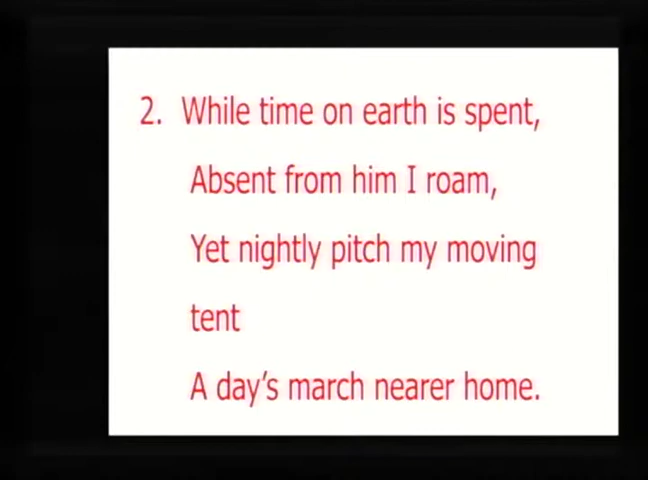 2. While time on earth is spent,
Absent from him I roam,
Yet nightly pitch my moving
tent
A day's march nearer home.